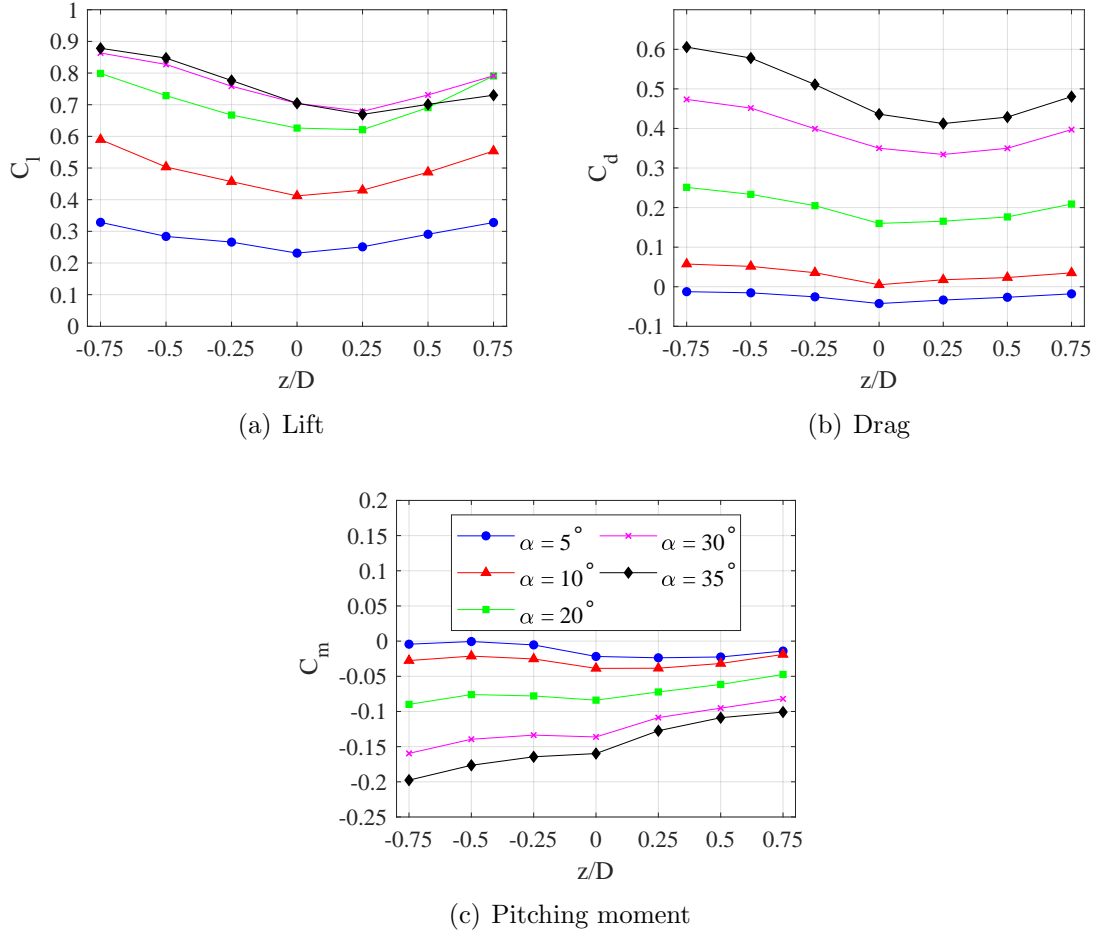 1
0.9
0.8
0.7
0.6
0.5
0.4
0.3
0.2
0.1
0
C_l
-0.75 -0.5 -0.25 0 0.25 0.5 0.75
z/D
(a) Lift
0.6
0.5
0.4
0.3
0.2
0.1
0
-0.1
C_d
-0.75 -0.5 -0.25 0 0.25 0.5 0.75
z/D
(b) Drag
0.2
0.15
0.1
0.05
0
-0.05
-0.1
-0.15
-0.2
-0.25
C_m
α = 5° α = 30°
α = 10° α = 35°
α = 20°
-0.75 -0.5 -0.25 0 0.25 0.5 0.75
z/D
(c) Pitching moment